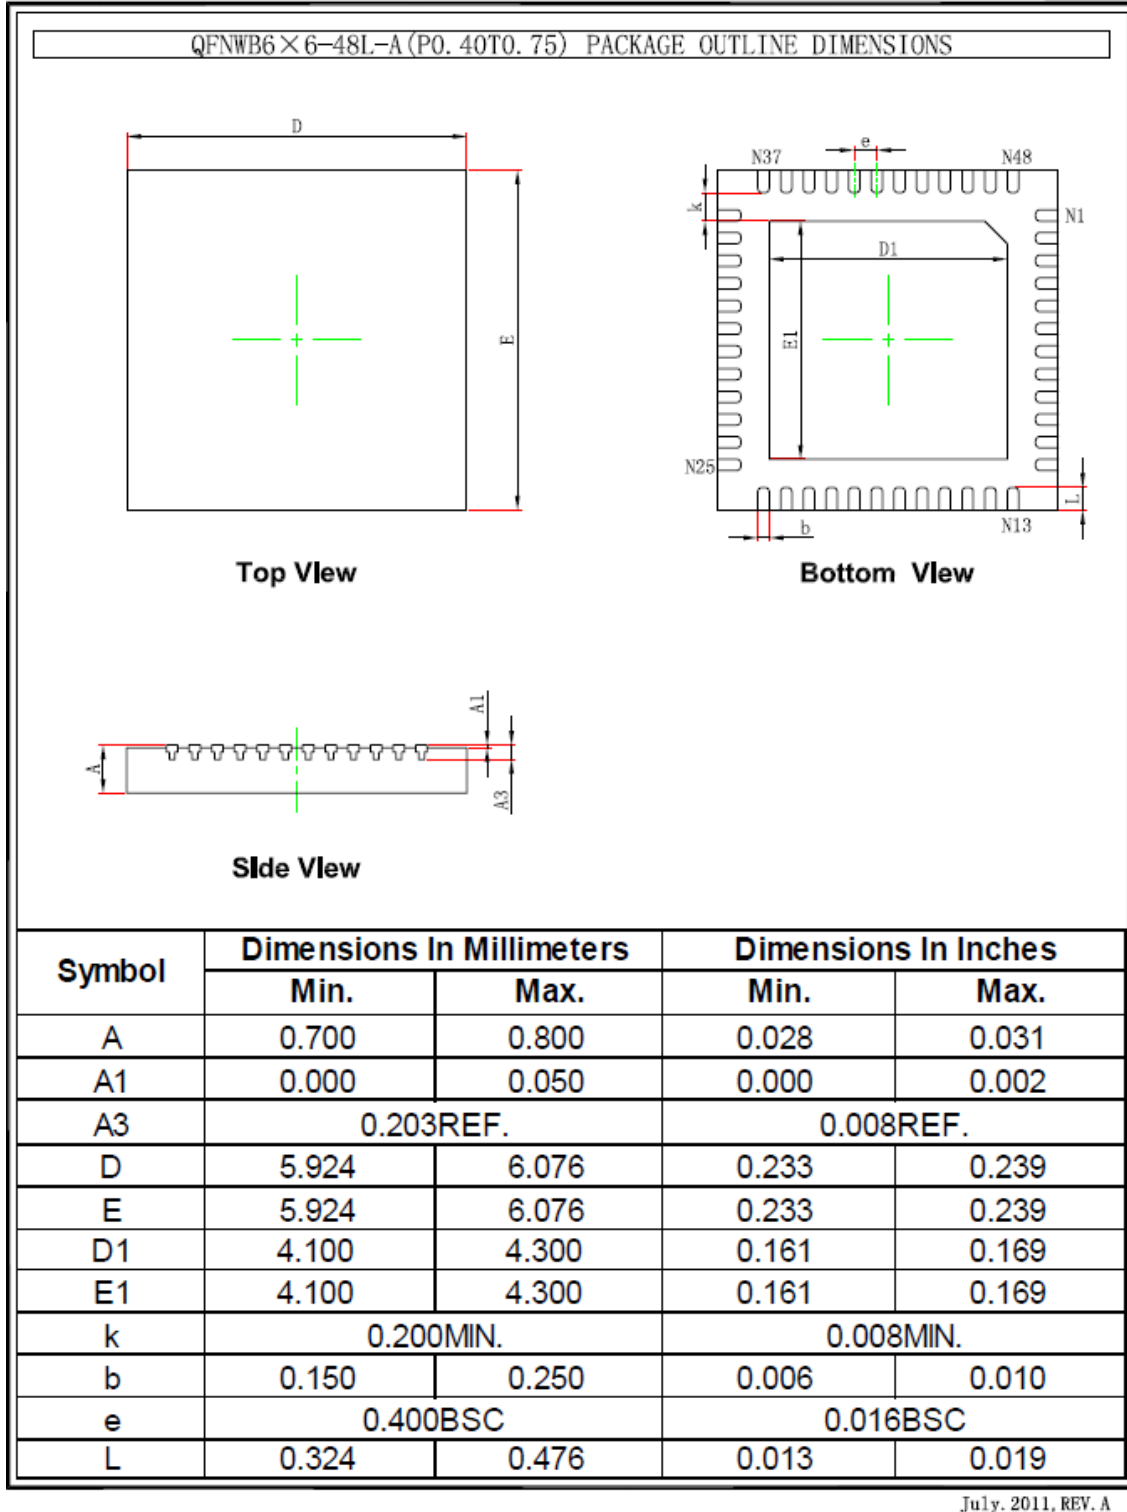 QFNWB6×6-48L-A(P0.40T0.75) PACKAGE OUTLINE DIMENSIONS
D
E
Top View
N37
e
N48
k
N1
D1
E1
N25
L
b
N13
Bottom View
A1
A
A3
Side View
Symbol Dimensions In Millimeters Dimensions In Inches
Min. Max. Min. Max.
A 0.700 0.800 0.028 0.031
A1 0.000 0.050 0.000 0.002
A3 0.203REF. 0.008REF.
D 5.924 6.076 0.233 0.239
E 5.924 6.076 0.233 0.239
D1 4.100 4.300 0.161 0.169
E1 4.100 4.300 0.161 0.169
k 0.200MIN. 0.008MIN.
b 0.150 0.250 0.006 0.010
e 0.400BSC 0.016BSC
L 0.324 0.476 0.013 0.019
July.2011,REV.A